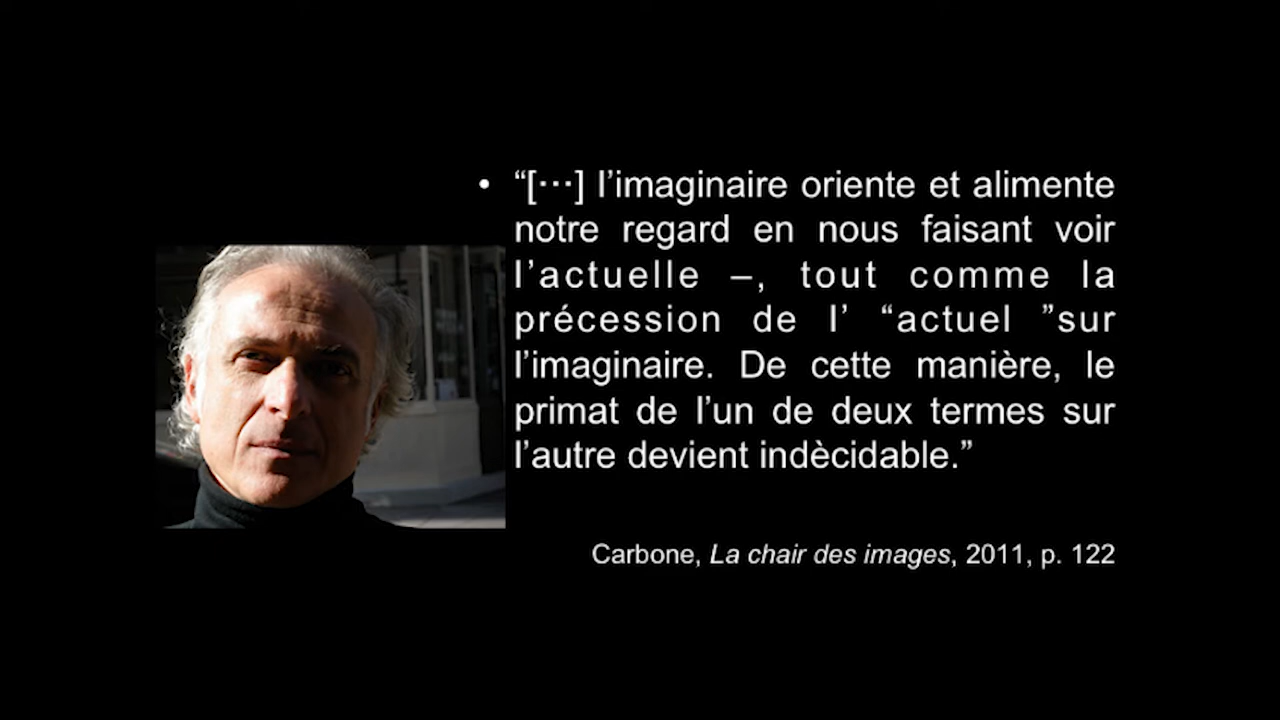 • “[⋯] l’imaginaire oriente et alimente
notre regard en nous faisant voir
l’actuelle –, tout comme la
précession de l’ “actuel ”sur
l’imaginaire. De cette manière, le
primat de l’un de deux termes sur
l’autre devient indècidable.”
Carbone, La chair des images, 2011, p. 122